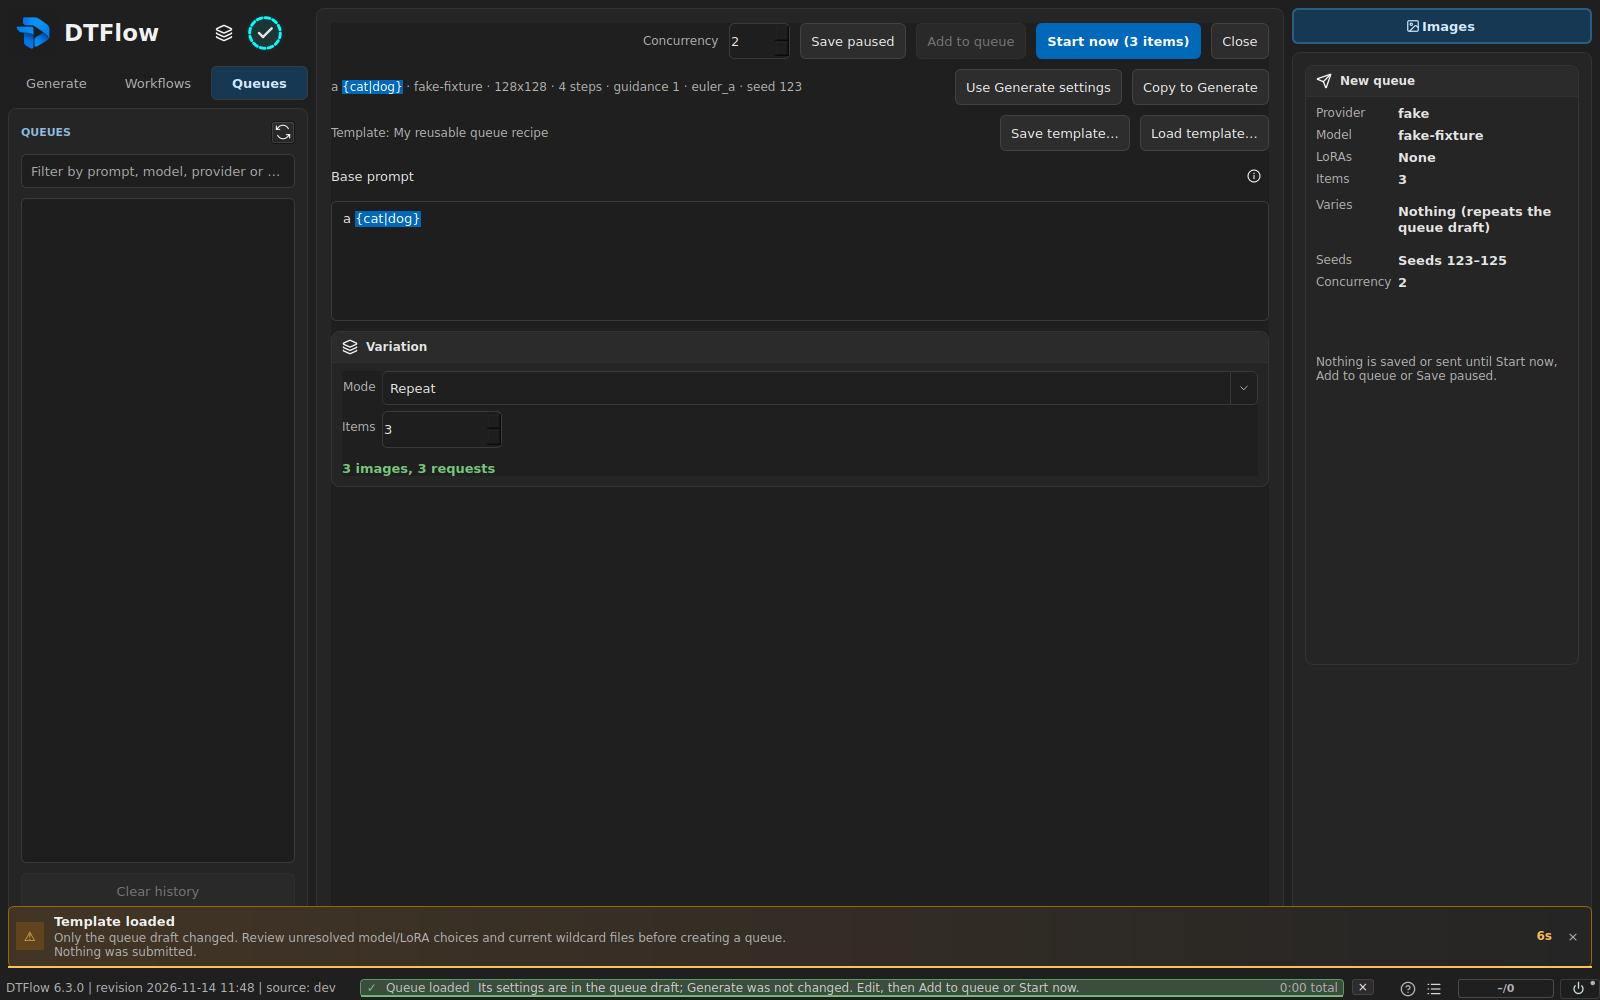 DTFlow
Generate
Workflows
Queues
QUEUES
Filter by prompt, model, provider or ...
Clear history
Concurrency
2
Save paused
Add to queue
Start now (3 items)
Close
a {cat|dog} · fake-fixture · 128x128 · 4 steps · guidance 1 · euler_a · seed 123
Use Generate settings
Copy to Generate
Template: My reusable queue recipe
Save template...
Load template...
Base prompt
a {cat|dog}
Variation
Mode
Repeat
Items
3
3 images, 3 requests
Images
New queue
Provider fake
Model fake-fixture
LoRAs None
Items 3
Varies Nothing (repeats the
queue draft)
Seeds Seeds 123–125
Concurrency 2
Nothing is saved or sent until Start now,
Add to queue or Save paused.
Template loaded
Only the queue draft changed. Review unresolved model/LoRA choices and current wildcard files before creating a queue.
Nothing was submitted.
6s
DTFlow 6.3.0 | revision 2026-11-14 11:48 | source: dev
Queue loaded Its settings are in the queue draft; Generate was not changed. Edit, then Add to queue or Start now.
0:00 total
–/0